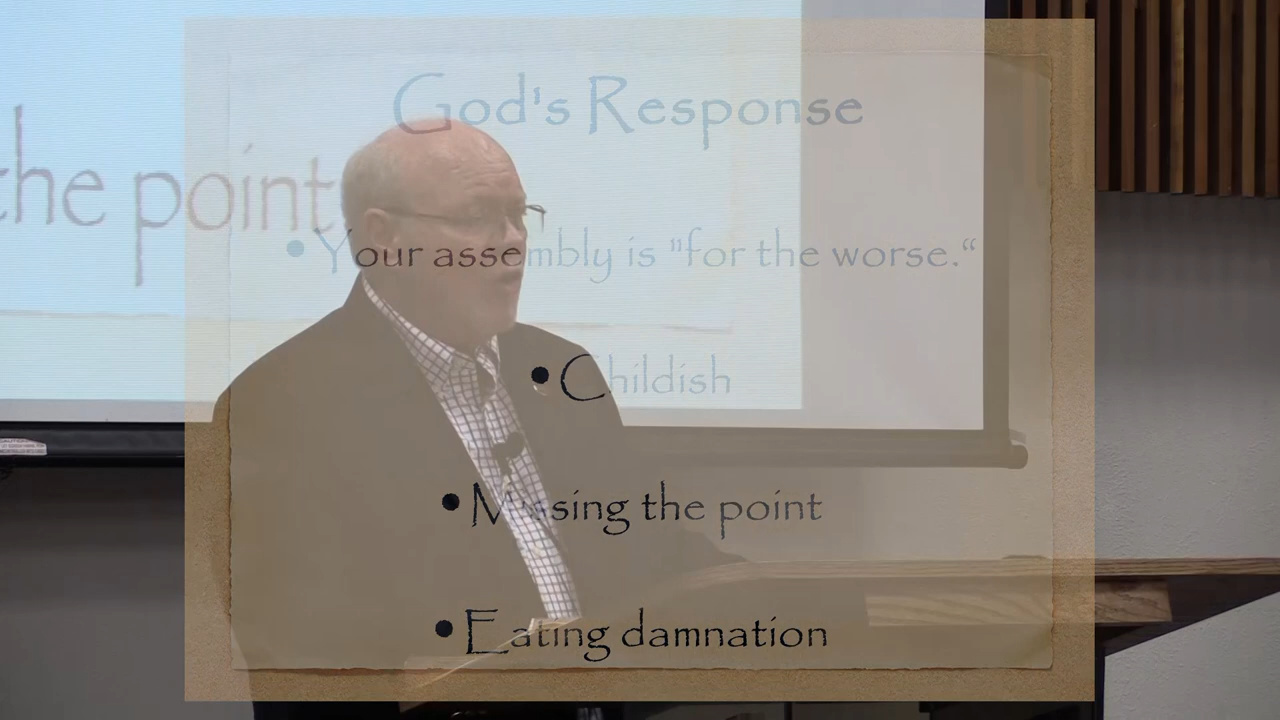 God's Response
the point
• Your assembly is "for the worse.“
• Childish
• Missing the point
• Eating damnation